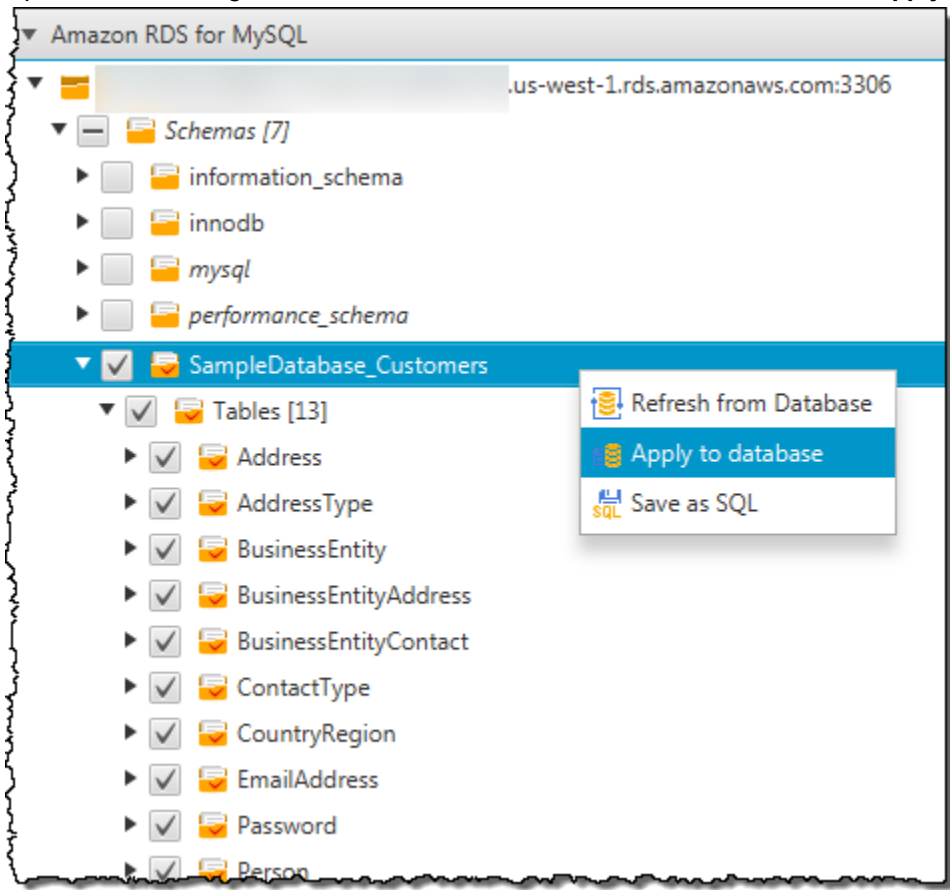 Amazon RDS for MySQL
.us-west-1.rds.amazonaws.com:3306
Schemas [7]
information_schema
innodb
mysql
performance_schema
SampleDatabase_Customers
Refresh from Database
Tables [13]
Apply to database
Address
SQL Save as SQL
AddressType
BusinessEntity
BusinessEntityAddress
BusinessEntityContact
ContactType
CountryRegion
EmailAddress
Password
Person